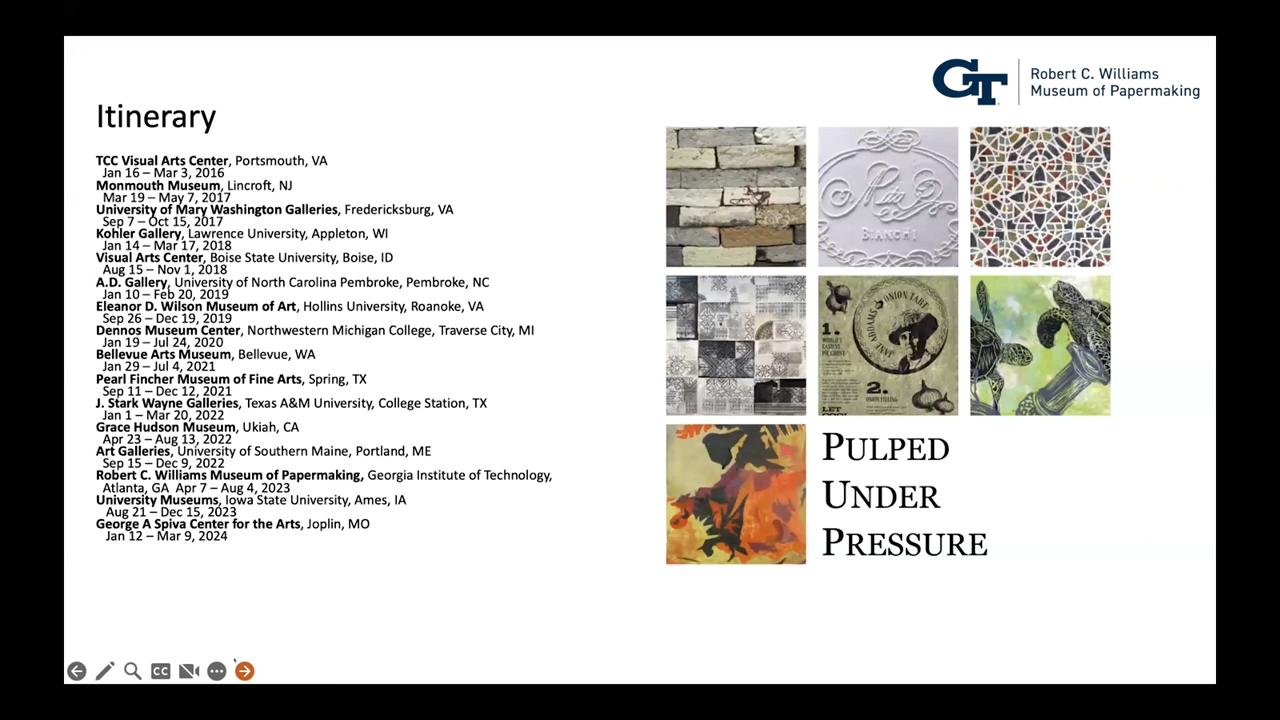 GT
Robert C. Williams
Museum of Papermaking
Itinerary
TCC Visual Arts Center, Portsmouth, VA
Jan 16 – Mar 3, 2016
Monmouth Museum, Lincroft, NJ
Mar 19 – May 7, 2017
University of Mary Washington Galleries, Fredericksburg, VA
Sep 7 – Oct 15, 2017
Kohler Gallery, Lawrence University, Appleton, WI
Jan 14 – Mar 17, 2018
Visual Arts Center, Boise State University, Boise, ID
Aug 15 – Nov 1, 2018
A.D. Gallery, University of North Carolina Pembroke, Pembroke, NC
Jan 10 – Feb 20, 2019
Eleanor D. Wilson Museum of Art, Hollins University, Roanoke, VA
Sep 26 – Dec 19, 2019
Dennos Museum Center, Northwestern Michigan College, Traverse City, MI
Jan 19 – Jul 24, 2020
Bellevue Arts Museum, Bellevue, WA
Jan 29 – Jul 4, 2021
Pearl Fincher Museum of Fine Arts, Spring, TX
Sep 11 – Dec 12, 2021
J. Stark Wayne Galleries, Texas A&M University, College Station, TX
Jan 1 – Mar 20, 2022
Grace Hudson Museum, Ukiah, CA
Apr 23 – Aug 13, 2022
Art Galleries, University of Southern Maine, Portland, ME
Sep 15 – Dec 9, 2022
Robert C. Williams Museum of Papermaking, Georgia Institute of Technology,
Atlanta, GA Apr 7 – Aug 4, 2023
University Museums, Iowa State University, Ames, IA
Aug 21 – Dec 15, 2023
George A Spiva Center for the Arts, Joplin, MO
Jan 12 – Mar 9, 2024
BIANCHI
JANE ADDAMS ONION TART
1.
2.
ONION FILLING
LET
COOL
PULPED
UNDER
PRESSURE
CC